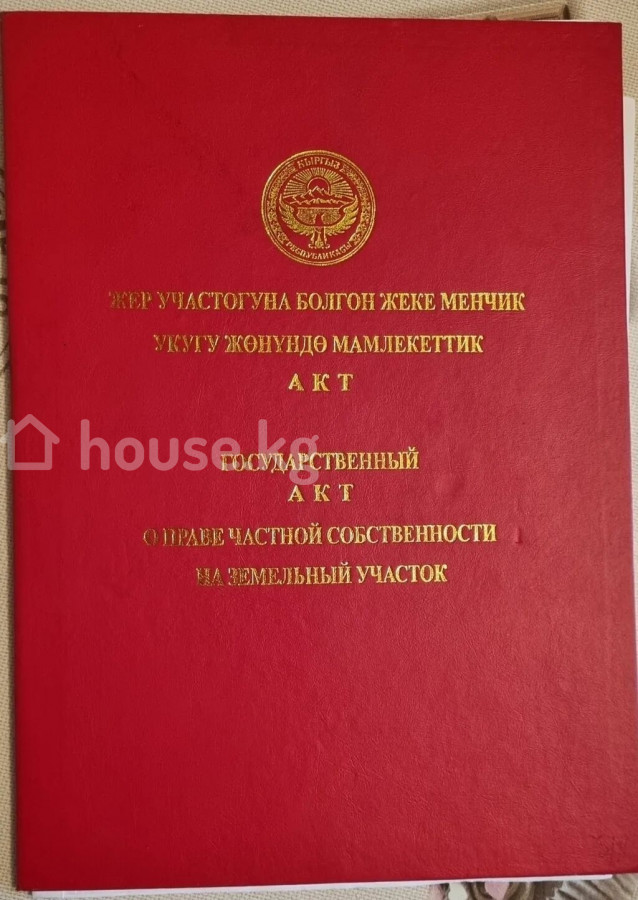 КЫРГЫЗ
РЕСПУБЛИКАСЫ
ЖЕР УЧАСТОГУНА БОЛГОН ЖЕКЕ МЕНЧИК
УКУГУ ЖӨНҮНДӨ МАМЛЕКЕТТИК
АКТ
house.kg
ГОСУДАРСТВЕННЫЙ
АКТ
О ПРАВЕ ЧАСТНОЙ СОБСТВЕННОСТИ
НА ЗЕМЕЛЬНЫЙ УЧАСТОК